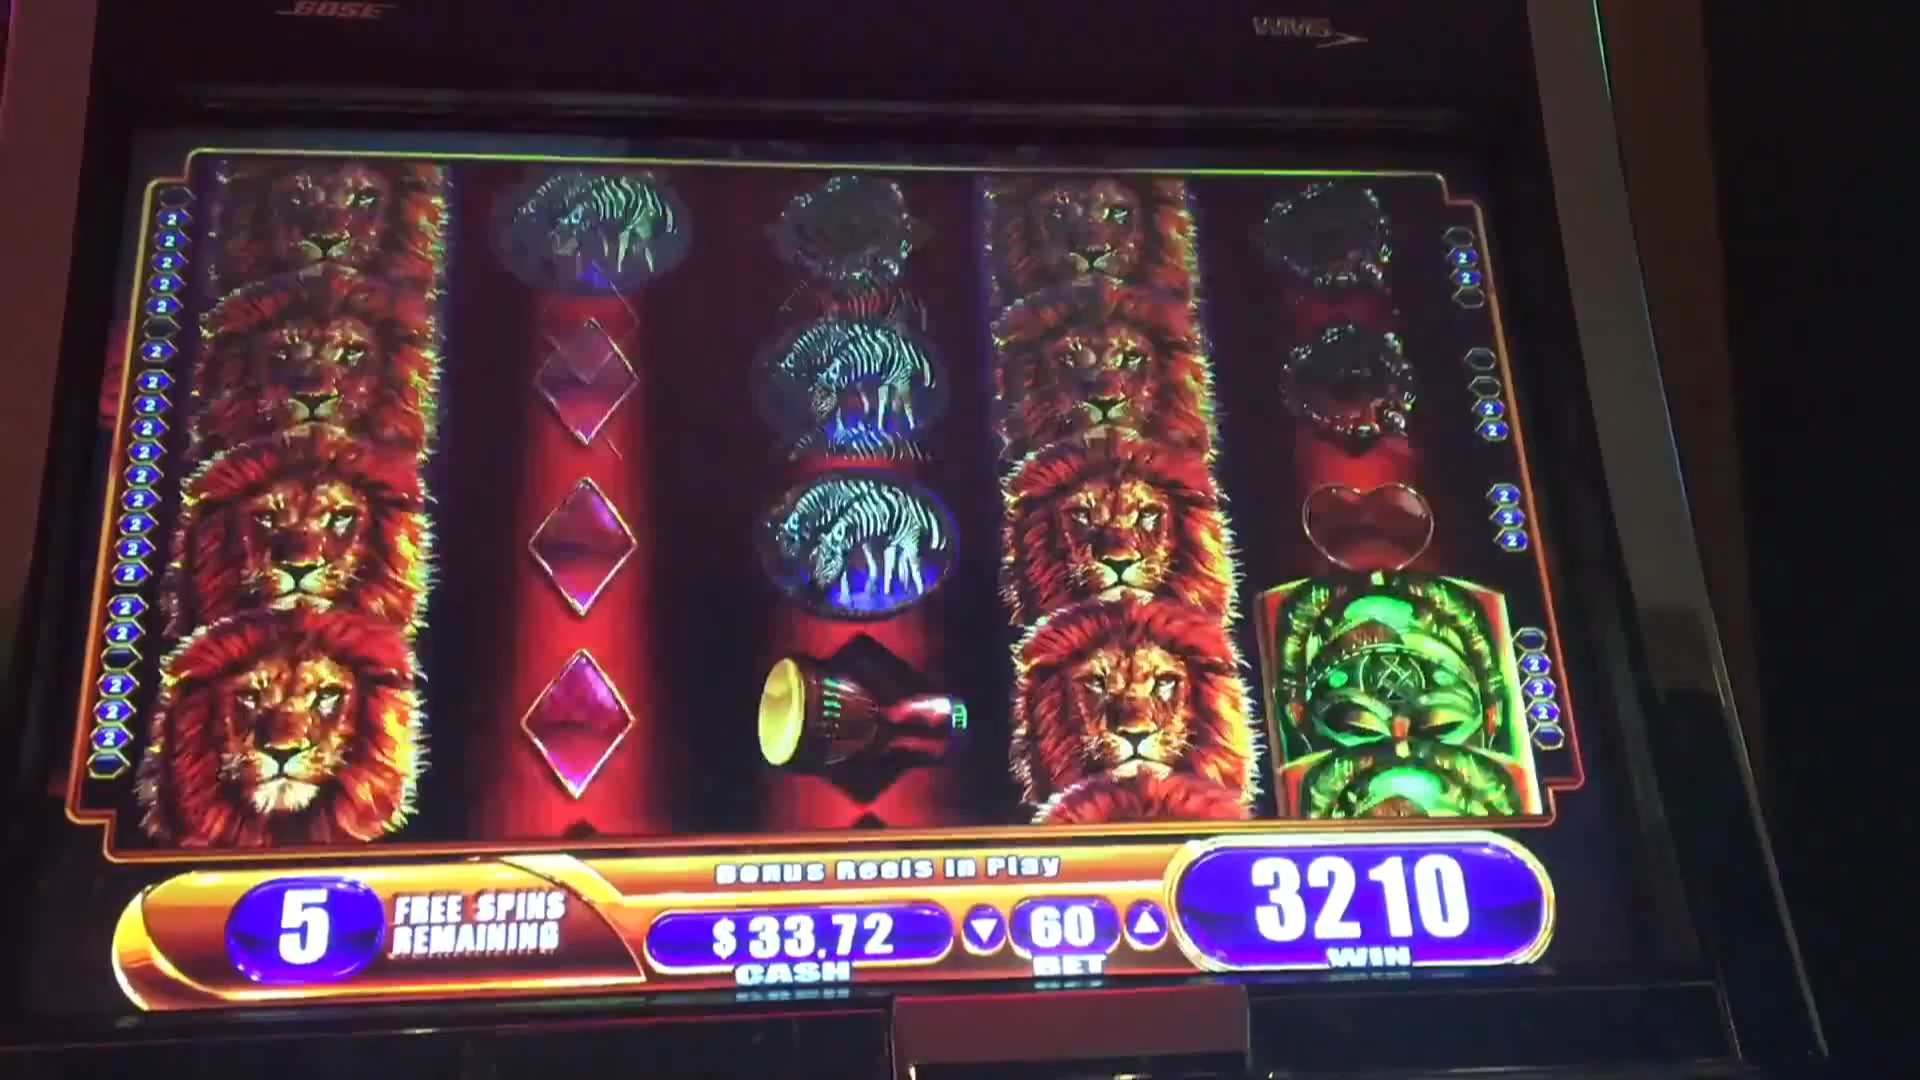 BOSE
WMS
Bonus Reels In Play
5
FREE SPINS
REMAINING
$ 33.72
CASH
60
BET
3210
WIN